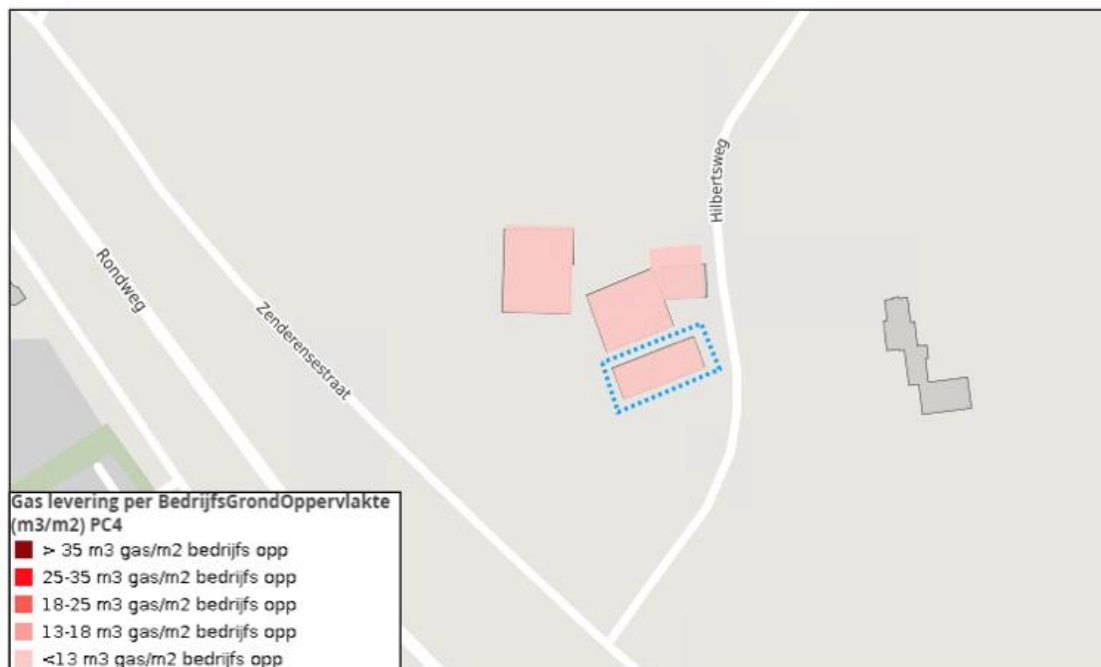 Hilbertsweg
Rondweg
Zenderensestraat
Gas levering per BedrijfsGrondOppervlakte
(m3/m2) PC4
> 35 m3 gas/m2 bedrijfs opp
25-35 m3 gas/m2 bedrijfs opp
18-25 m3 gas/m2 bedrijfs opp
13-18 m3 gas/m2 bedrijfs opp
<13 m3 gas/m2 bedrijfs opp